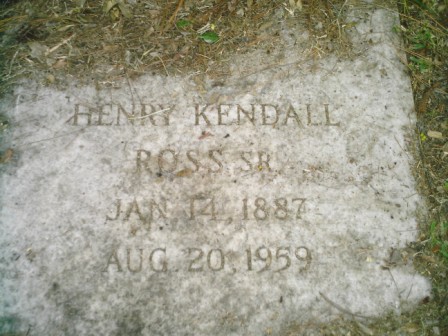 HENRY KENDALL
ROSS SR.
JAN 14, 1887
AUG 20, 1959